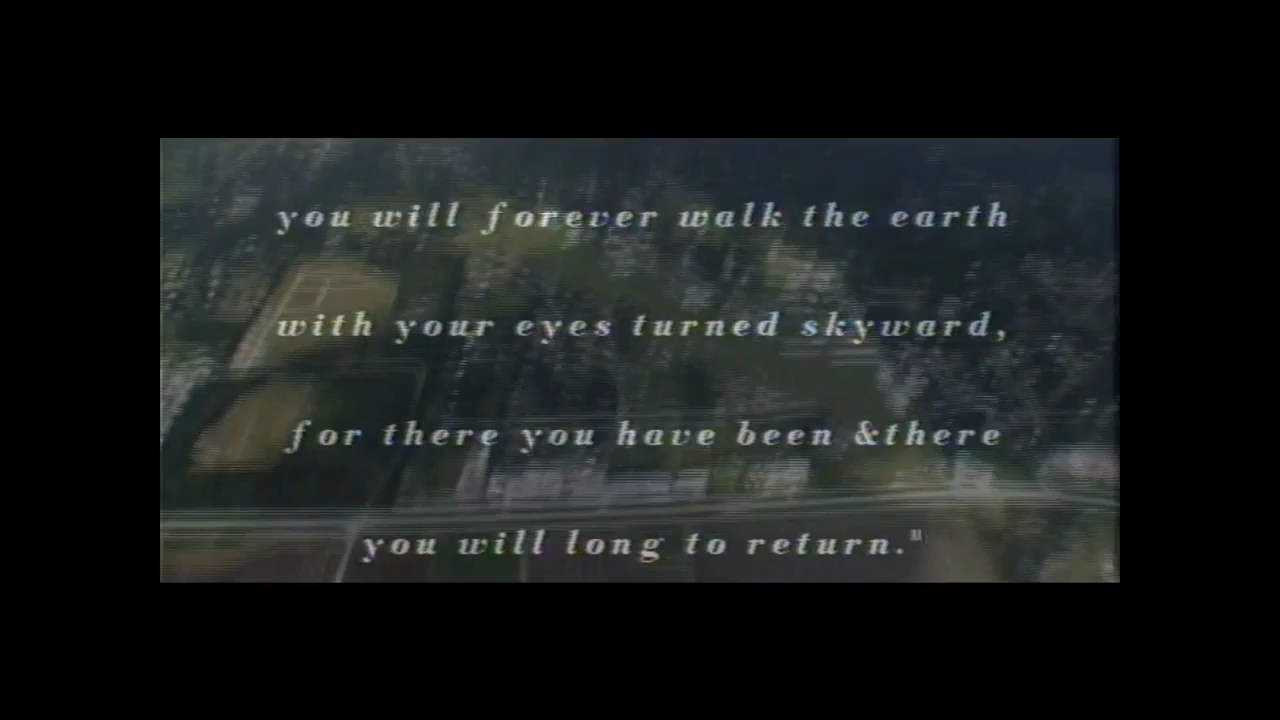 you will forever walk the earth
with your eyes turned skyward,
for there you have been &there
you will long to return."